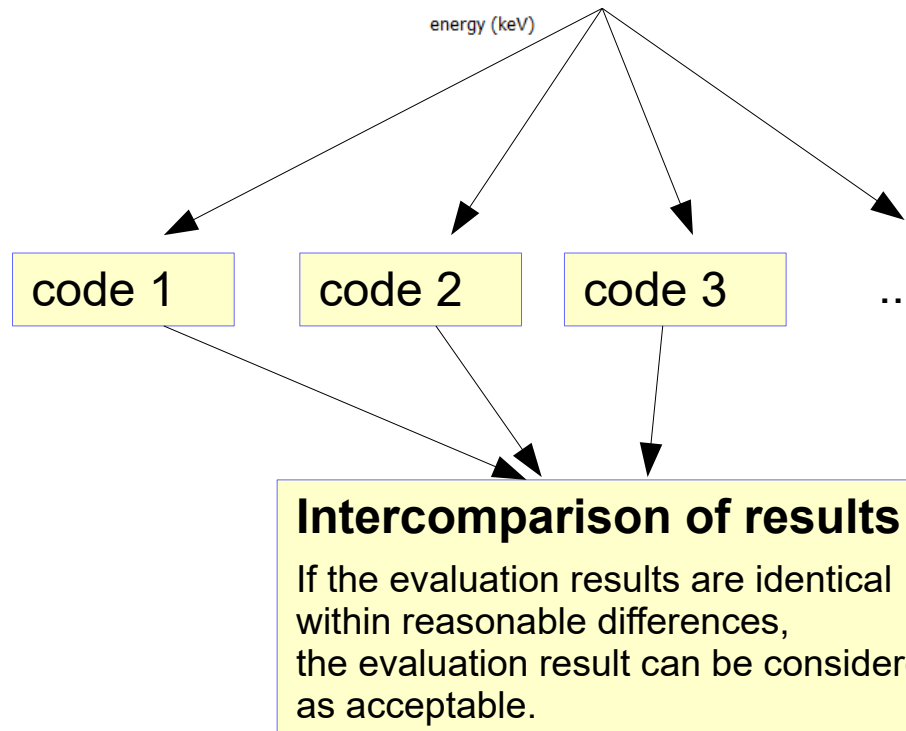 energy (keV)
code 1
code 2
code 3
..
Intercomparison of results
If the evaluation results are identical
within reasonable differences,
the evaluation result can be consider
as acceptable.